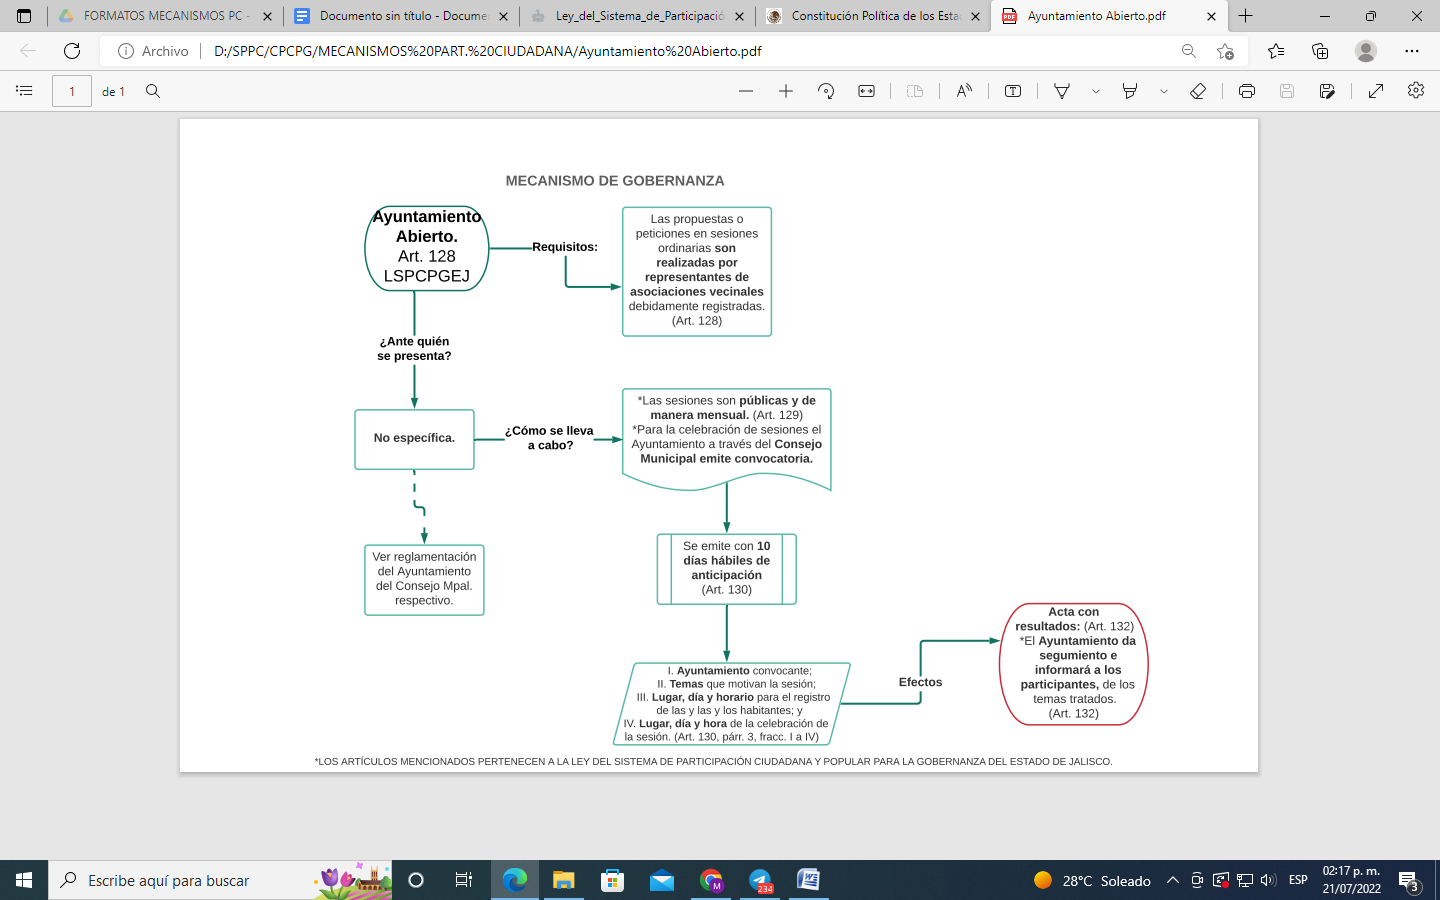 FORMATOS MECANISMOS PC -
Documento sin título - Docume
Ley_del_Sistema_de_Participació
Constitución Política de los Esta
Ayuntamiento Abierto.pdf
Archivo
D:/SPPC/CPCPG/MECANISMOS%20PART.%20CIUDADANA/Ayuntamiento%20Abierto.pdf
1 de 1
MECANISMO DE GOBERNANZA
Ayuntamiento
Abierto.
Art. 128
LSPCPGEJ
Requisitos:
Las propuestas o
peticiones en sesiones
ordinarias son
realizadas por
representantes de
asociaciones vecinales
debidamente registradas.
(Art. 128)
¿Ante quién
se presenta?
No específica.
¿Cómo se lleva
a cabo?
*Las sesiones son públicas y de
manera mensual. (Art. 129)
*Para la celebración de sesiones el
Ayuntamiento a través del Consejo
Municipal emite convocatoria.
Ver reglamentación
del Ayuntamiento
del Consejo Mpal.
respectivo.
Se emite con 10
días hábiles de
anticipación
(Art. 130)
I. Ayuntamiento convocante;
II. Temas que motivan la sesión;
III. Lugar, día y horario para el registro
de las y las y los habitantes; y
IV. Lugar, día y hora de la celebración de
la sesión. (Art. 130, párr. 3, fracc. I a IV)
Efectos
Acta con
resultados: (Art. 132)
*El Ayuntamiento da
segumiento e
informará a los
participantes, de los
temas tratados.
(Art. 132)
*LOS ARTÍCULOS MENCIONADOS PERTENECEN A LA LEY DEL SISTEMA DE PARTICIPACIÓN CIUDADANA Y POPULAR PARA LA GOBERNANZA DEL ESTADO DE JALISCO.
Escribe aquí para buscar
M
234
28°C Soleado
ESP
02:17 p. m.
21/07/2022
3